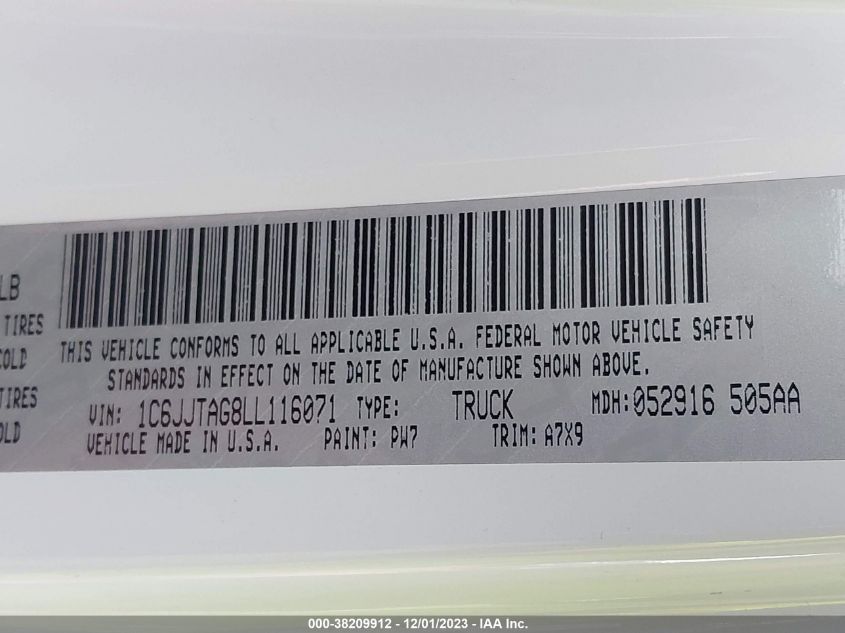 LB
TIRES
COLD
TIRES
OLD
THIS VEHICLE CONFORMS TO ALL APPLICABLE U.S.A. FEDERAL MOTOR VEHICLE SAFETY
STANDARDS IN EFFECT ON THE DATE OF MANUFACTURE SHOWN ABOVE.
VIN: 1C6JJTAG8LL116071 TYPE: TRUCK MDH:052916 505AA
VEHICLE MADE IN U.S.A. PAINT: PW7 TRIM: A7X9
000-38209912 - 12/01/2023 - IAA Inc.